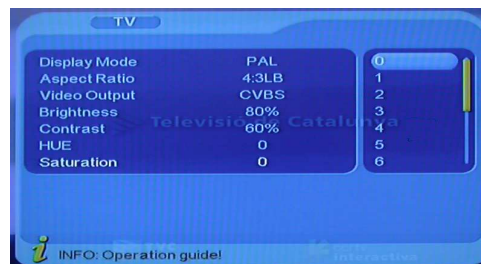 TV
Display Mode PAL 0
Aspect Ratio 4:3LB 1
Video Output CVBS 2
Brightness 80% 3
Televisió de Catalunya
Contrast 60% 4
HUE 0 5
Saturation 0 6
INFO: Operation guide!
interactiva